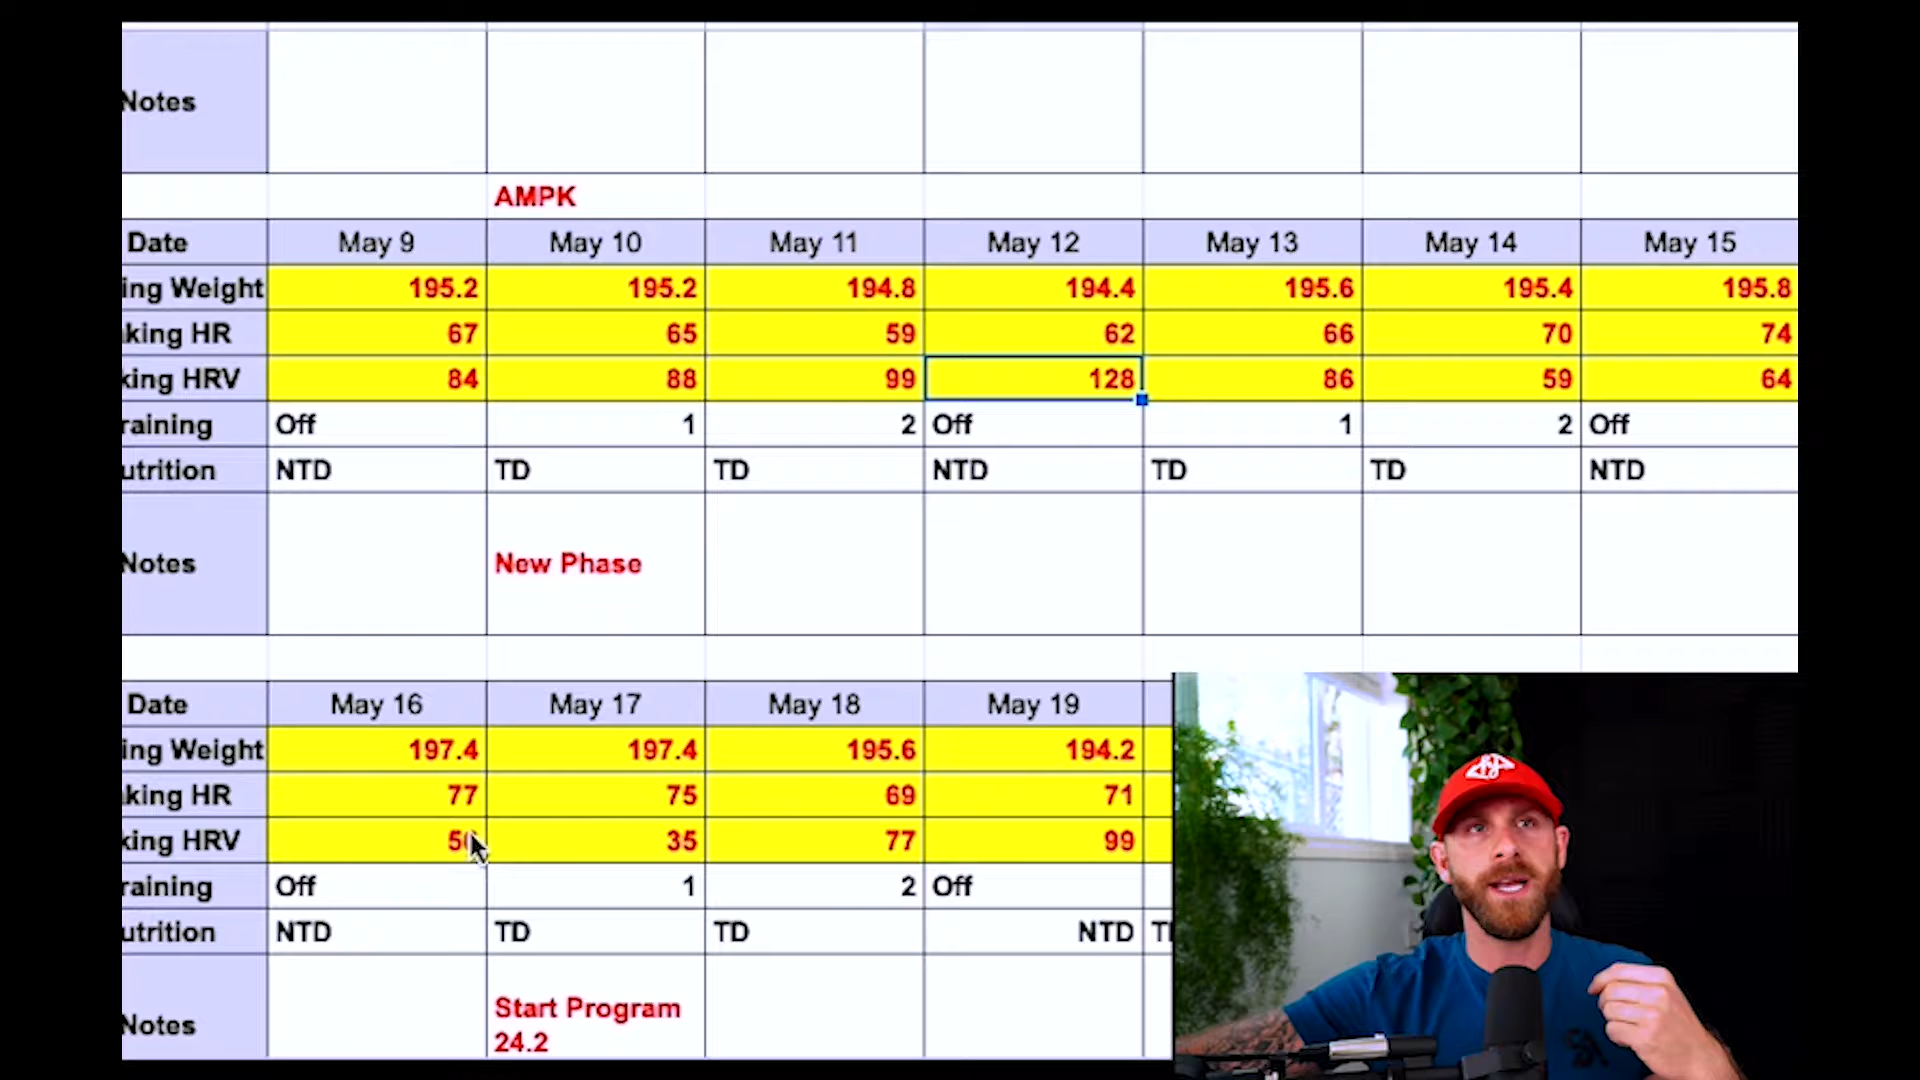 Notes
AMPK
Date May 9 May 10 May 11 May 12 May 13 May 14 May 15
ing Weight 195.2 195.2 194.8 194.4 195.6 195.4 195.8
king HR 67 65 59 62 66 70 74
king HRV 84 88 99 128 86 59 64
raining Off 1 2 Off 1 2 Off
utrition NTD TD TD NTD TD TD NTD
Notes New Phase
Date May 16 May 17 May 18 May 19
ing Weight 197.4 197.4 195.6 194.2
king HR 77 75 69 71
king HRV 35 77 99
raining Off 1 2 Off
utrition NTD TD TD NTD
Notes Start Program
24.2